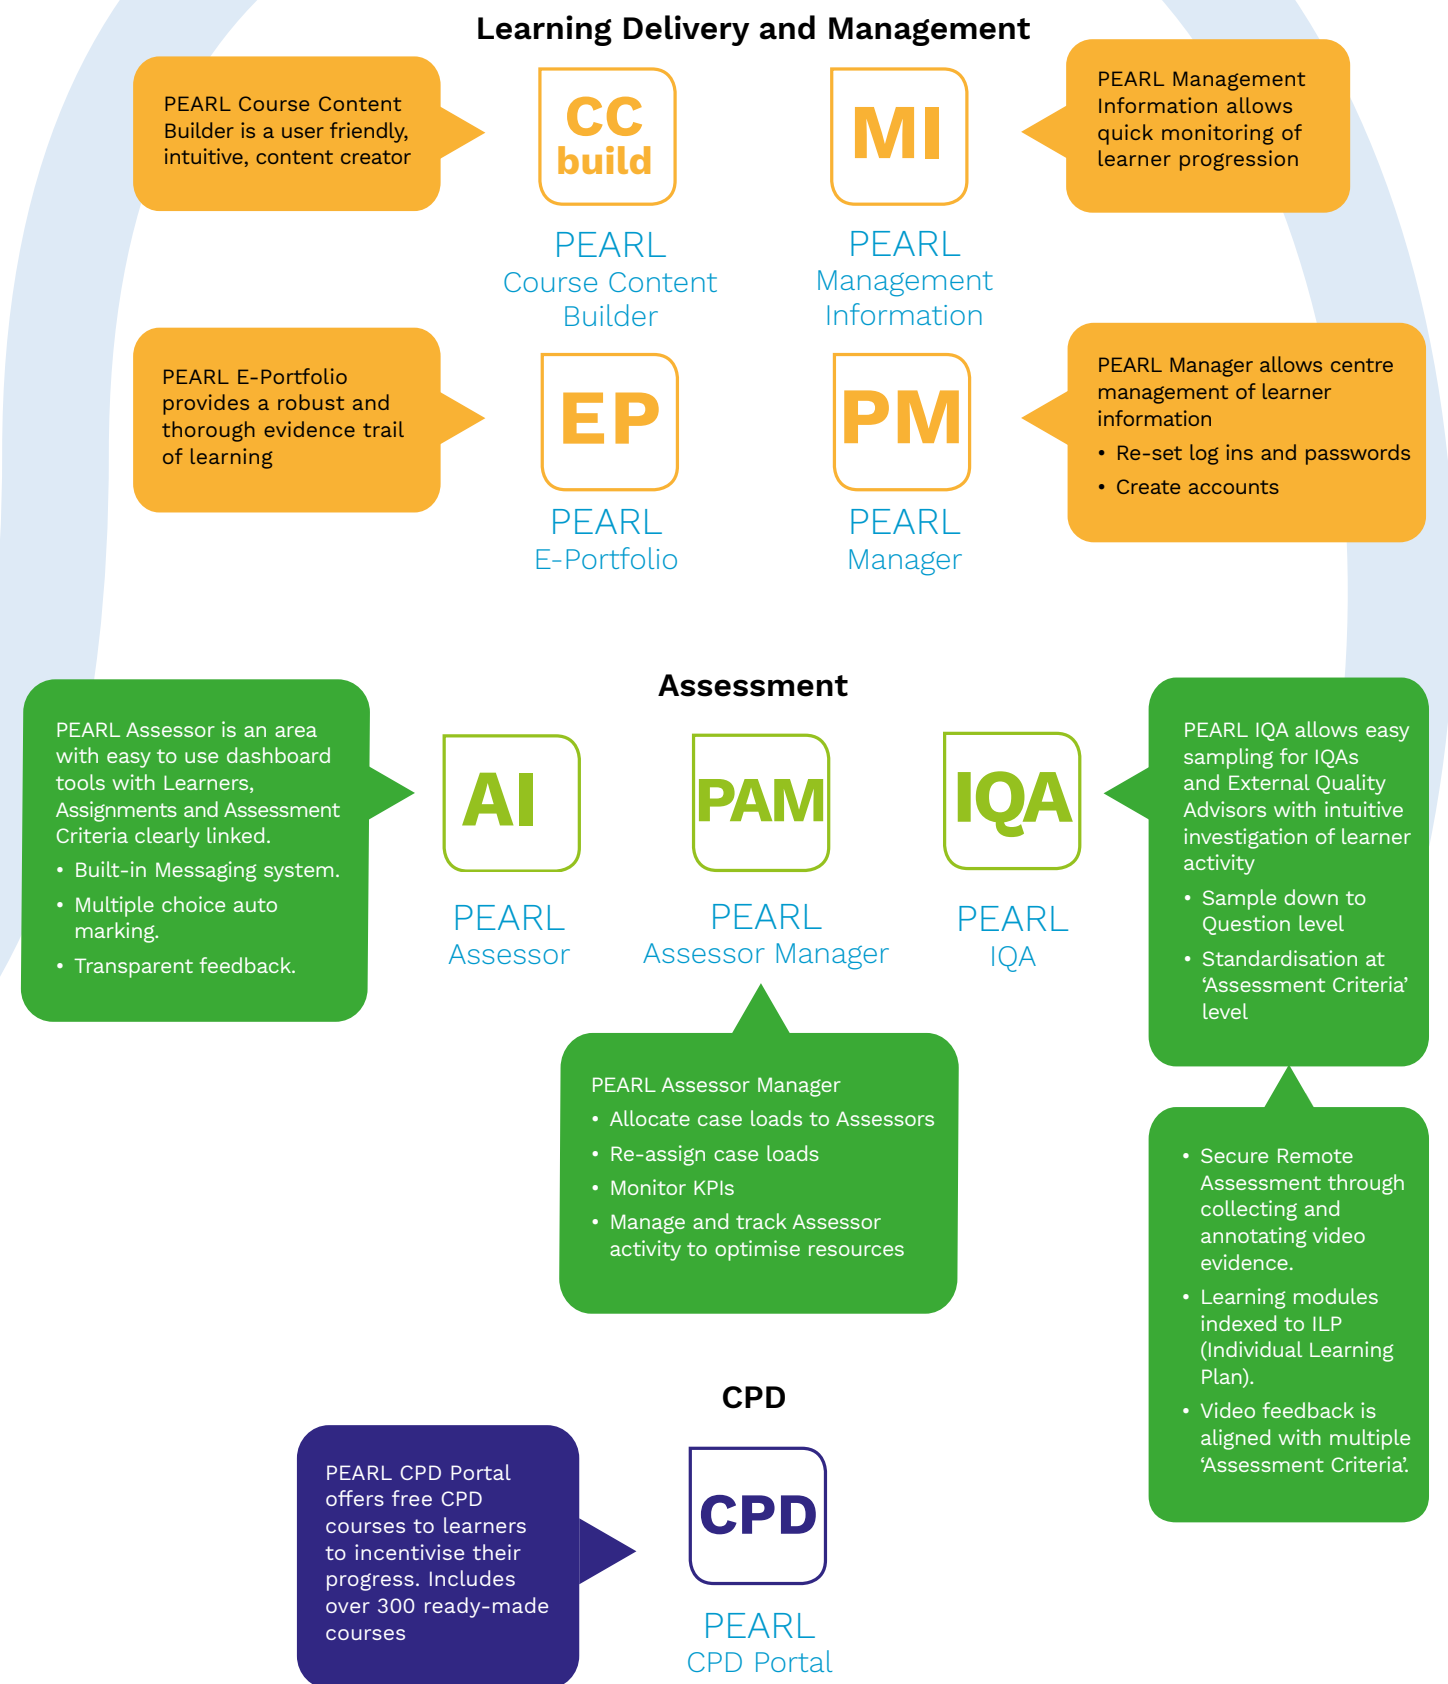 Learning Delivery and Management
PEARL Course Content
Builder is a user friendly,
intuitive, content creator
CC
build
PEARL
Course Content
Builder
MI
PEARL
Management
Information
PEARL Management
Information allows
quick monitoring of
learner progression
PEARL E-Portfolio
provides a robust and
thorough evidence trail
of learning
EP
PEARL
E-Portfolio
PM
PEARL
Manager
PEARL Manager allows centre
management of learner
information
• Re-set log ins and passwords
• Create accounts
Assessment
PEARL Assessor is an area
with easy to use dashboard
tools with Learners,
Assignments and Assessment
Criteria clearly linked.
• Built-in Messaging system.
• Multiple choice auto
marking.
• Transparent feedback.
AI
PEARL
Assessor
PAM
PEARL
Assessor Manager
IQA
PEARL
IQA
PEARL IQA allows easy
sampling for IQAs
and External Quality
Advisors with intuitive
investigation of learner
activity
• Sample down to
Question level
• Standardisation at
‘Assessment Criteria’
level
PEARL Assessor Manager
• Allocate case loads to Assessors
• Re-assign case loads
• Monitor KPIs
• Manage and track Assessor
activity to optimise resources
• Secure Remote
Assessment through
collecting and
annotating video
evidence.
• Learning modules
indexed to ILP
(Individual Learning
Plan).
• Video feedback is
aligned with multiple
‘Assessment Criteria’.
CPD
PEARL CPD Portal
offers free CPD
courses to learners
to incentivise their
progress. Includes
over 300 ready-made
courses
CPD
PEARL
CPD Portal